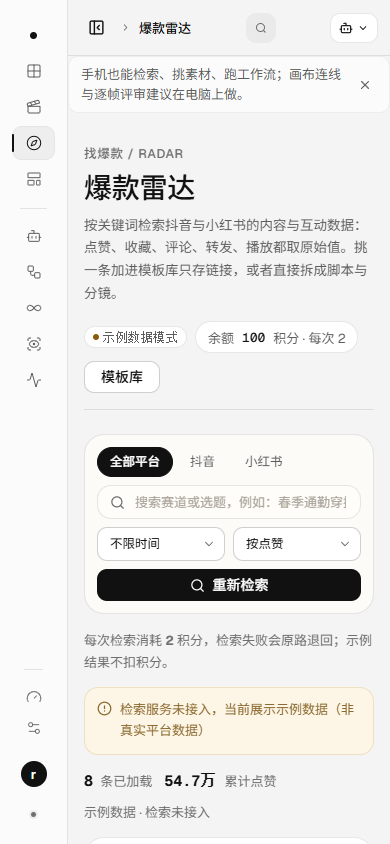 爆款雷达
手机也能检索、挑素材、跑工作流；画布连线
与逐帧评审建议在电脑上做。
找爆款 / RADAR
爆款雷达
按关键词检索抖音与小红书的内容与互动数据：
点赞、收藏、评论、转发、播放都取原始值。挑
一条加进模板库只存链接，或者直接拆成脚本与
分镜。
示例数据模式
余额 100 积分 · 每次 2
模板库
全部平台 抖音 小红书
搜索赛道或选题，例如：春季通勤穿搭
不限时间 按点赞
重新检索
每次检索消耗 2 积分，检索失败会原路退回；示例
结果不扣积分。
检索服务未接入，当前展示示例数据（非
真实平台数据）
8 条已加载 54.7万 累计点赞
示例数据 · 检索未接入
r